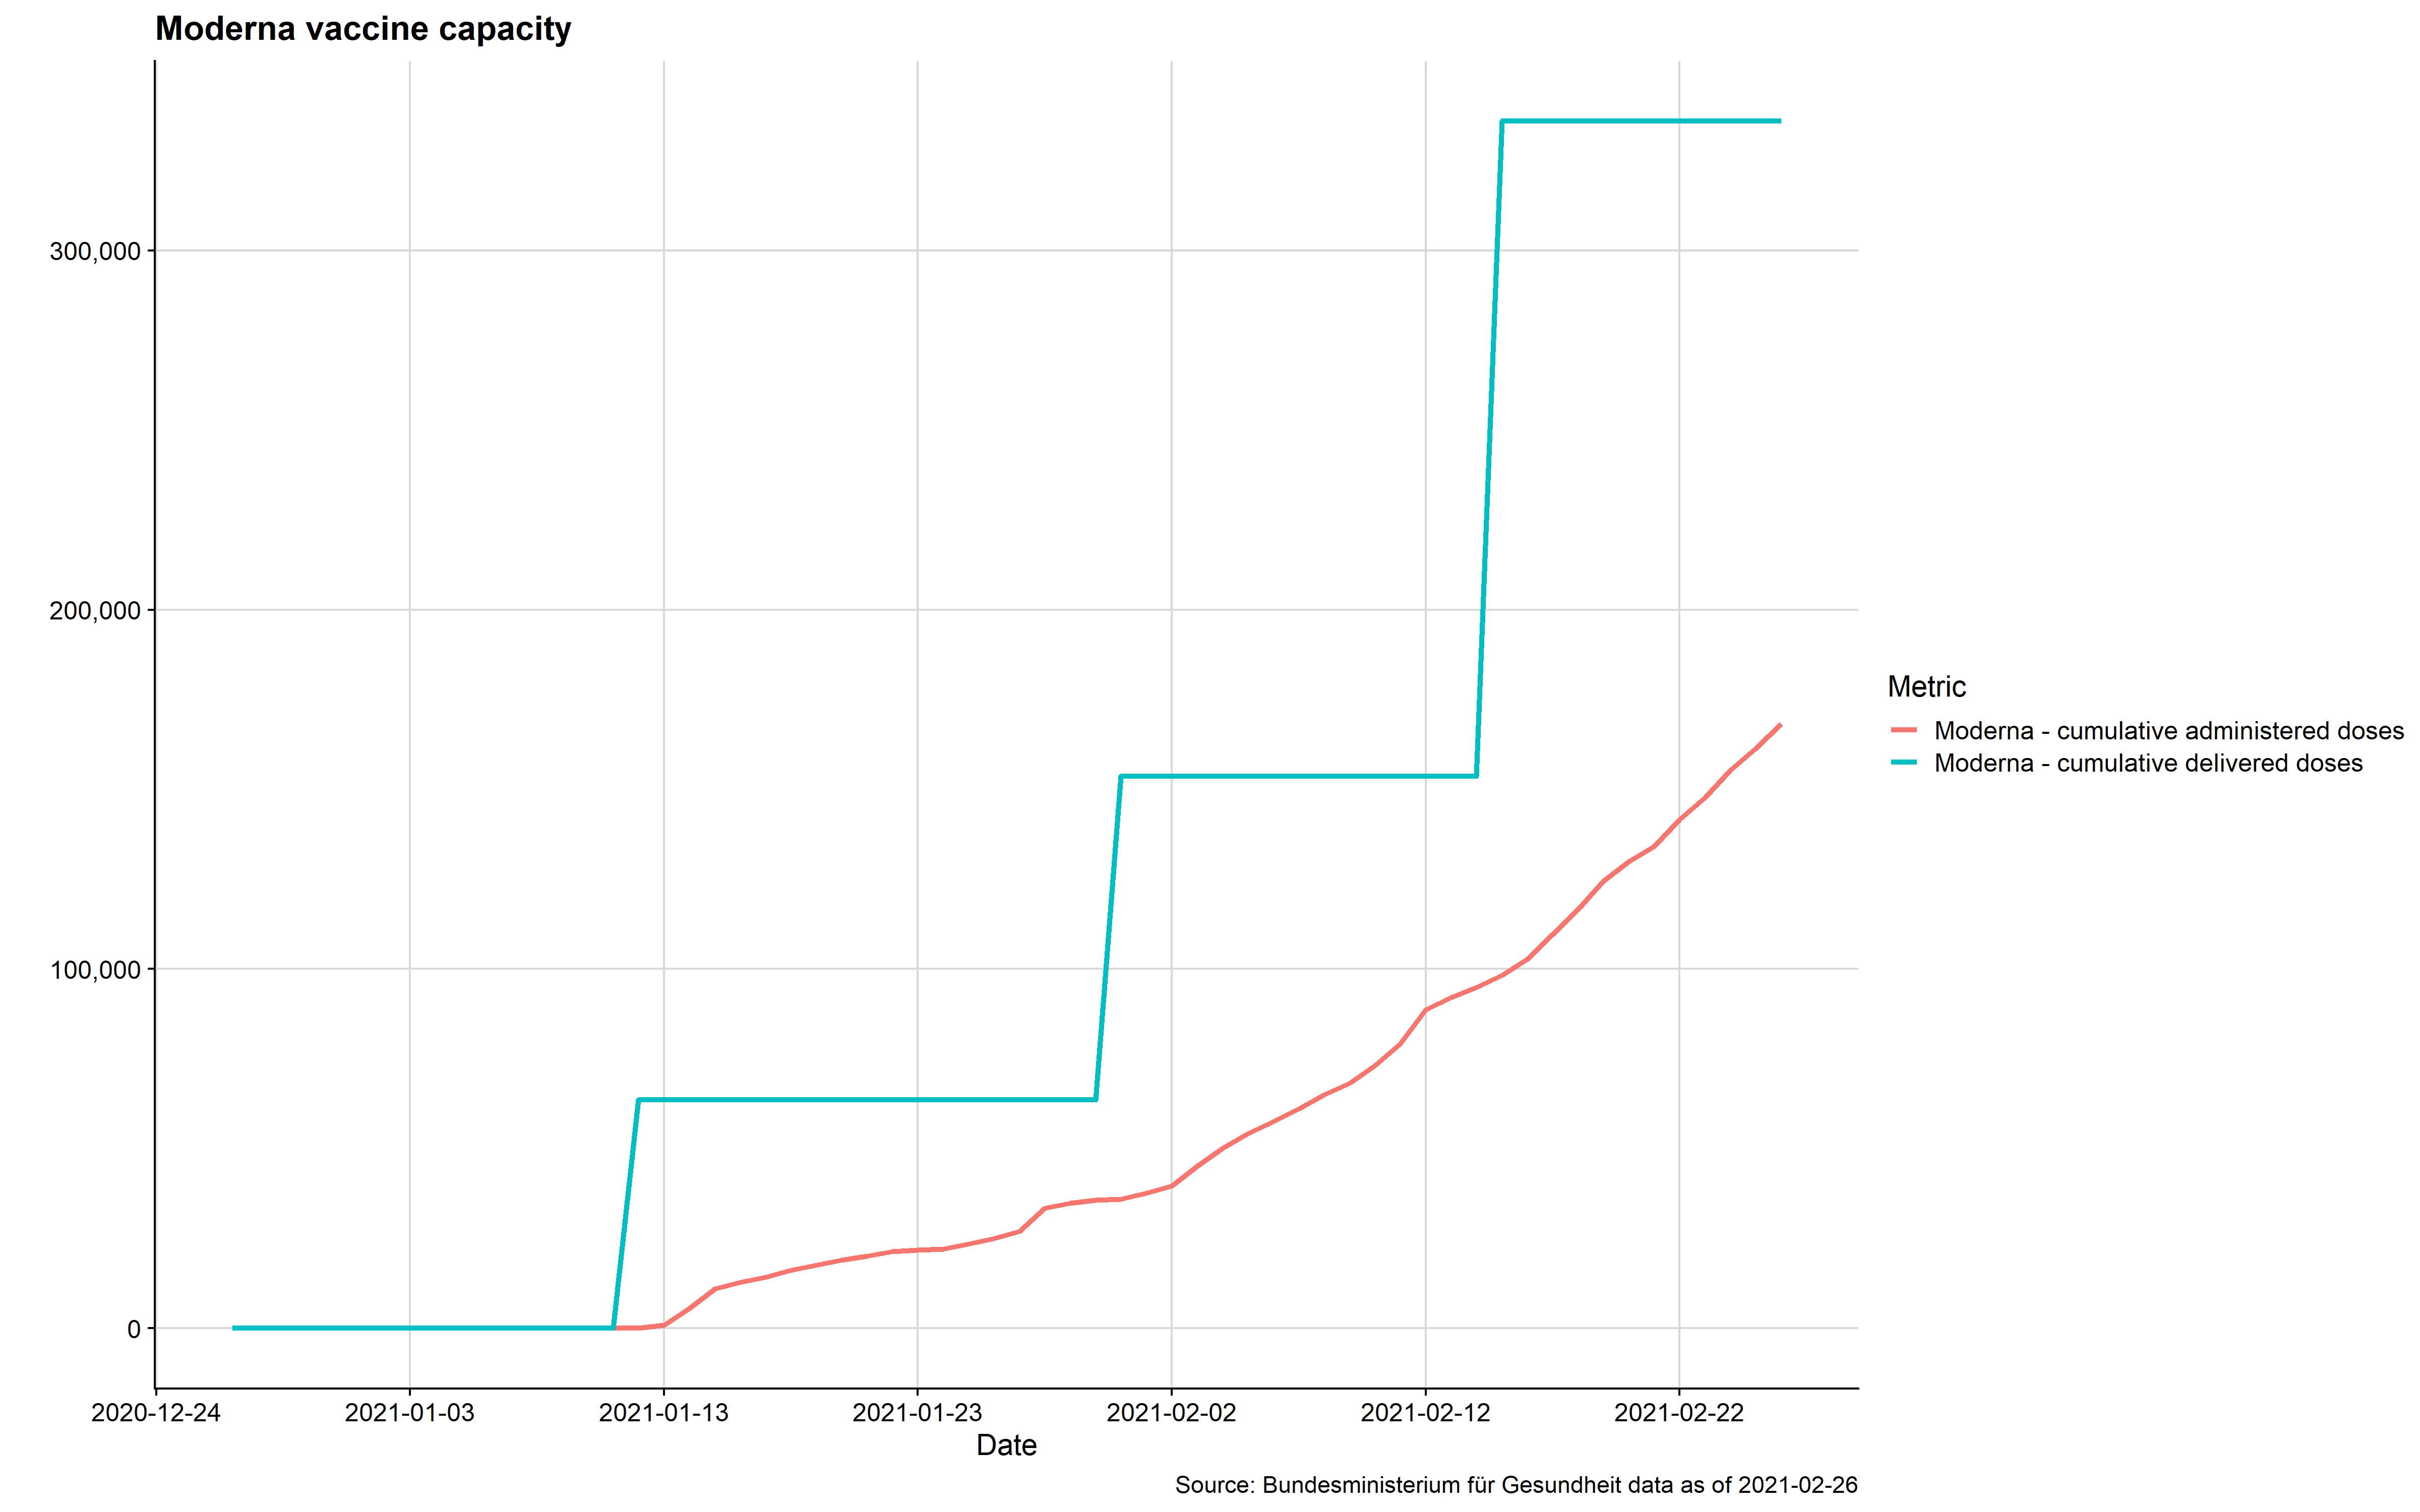 Moderna vaccine capacity
300,000
200,000
100,000
0
2020-12-24
2021-01-03
2021-01-13
2021-01-23
2021-02-02
2021-02-12
2021-02-22
Date
Metric
Moderna - cumulative administered doses
Moderna - cumulative delivered doses
Source: Bundesministerium für Gesundheit data as of 2021-02-26